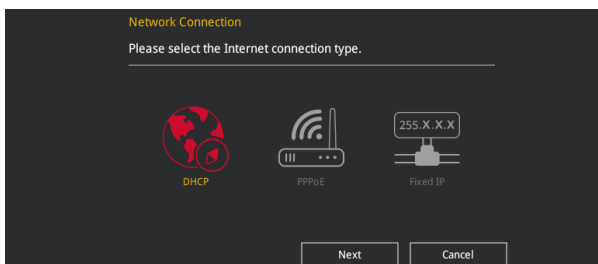 Network Connection
Please select the Internet connection type.
255.X.X.X
DHCP
PPPoE
Fixed IP
Next
Cancel